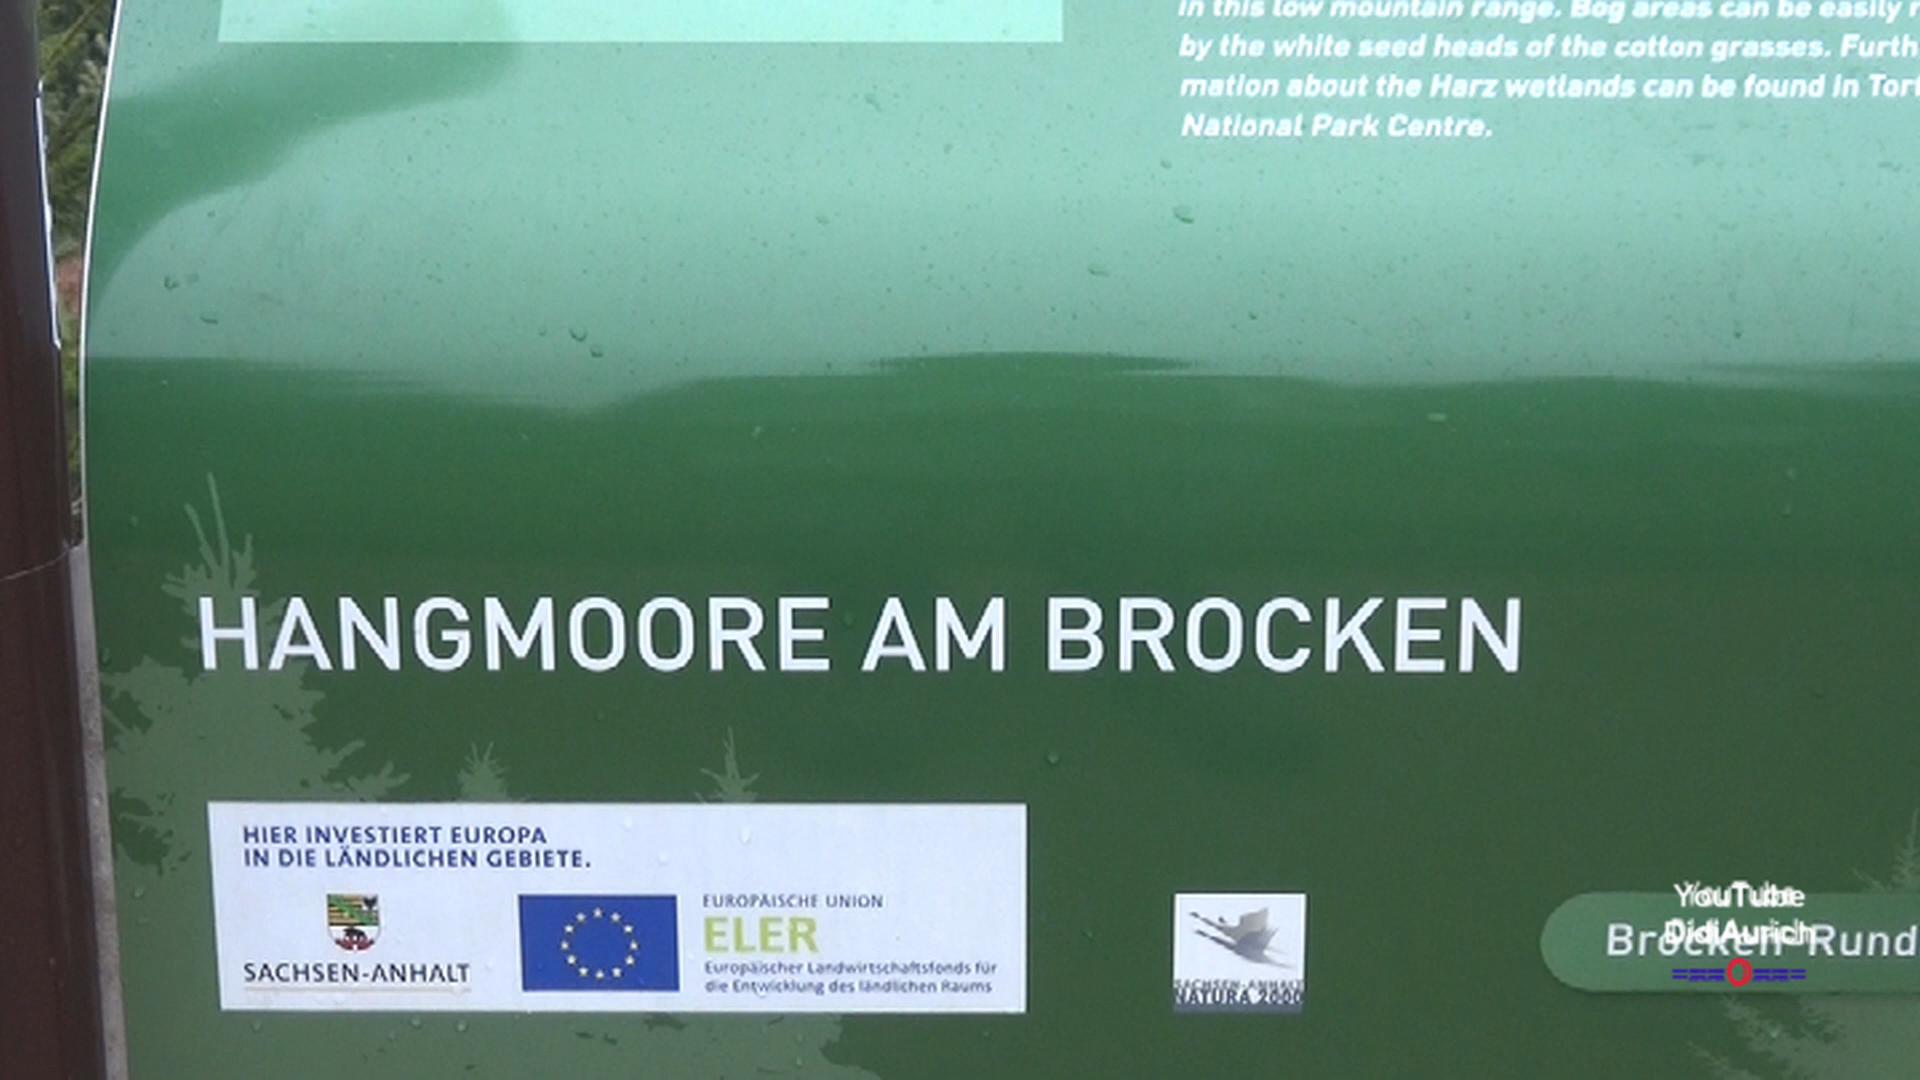 in this low mountain range. Bog areas can be easily
by the white seed heads of the cotton grasses.
mation about the Harz wetlands can be found in
National Park Centre.
HANGMOORE AM BROCKEN
HIER INVESTIERT EUROPA
IN DIE LÄNDLICHEN GEBIETE.
SACHSEN-ANHALT
EUROPÄISCHE UNION
ELER
Europäischer Landwirtschaftsfonds für
die Entwicklung des ländlichen Raums
SACHSEN-ANHALT
NATURA 2000
YouTube
DidiAurich
Brocken-Rund